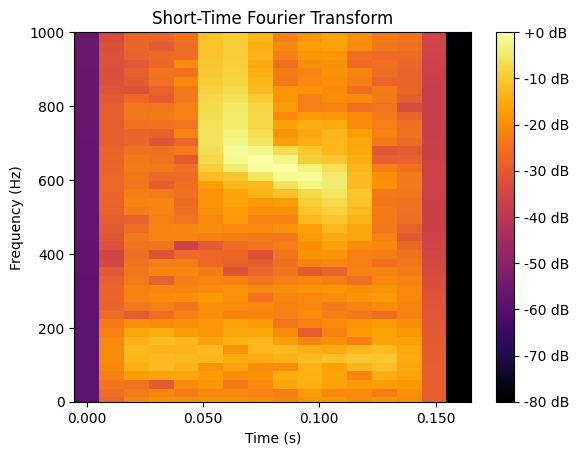 Short-Time Fourier Transform
1000
800
600
400
200
0
Frequency (Hz)
0.000
0.050
0.100
0.150
Time (s)
+0 dB
-10 dB
-20 dB
-30 dB
-40 dB
-50 dB
-60 dB
-70 dB
-80 dB